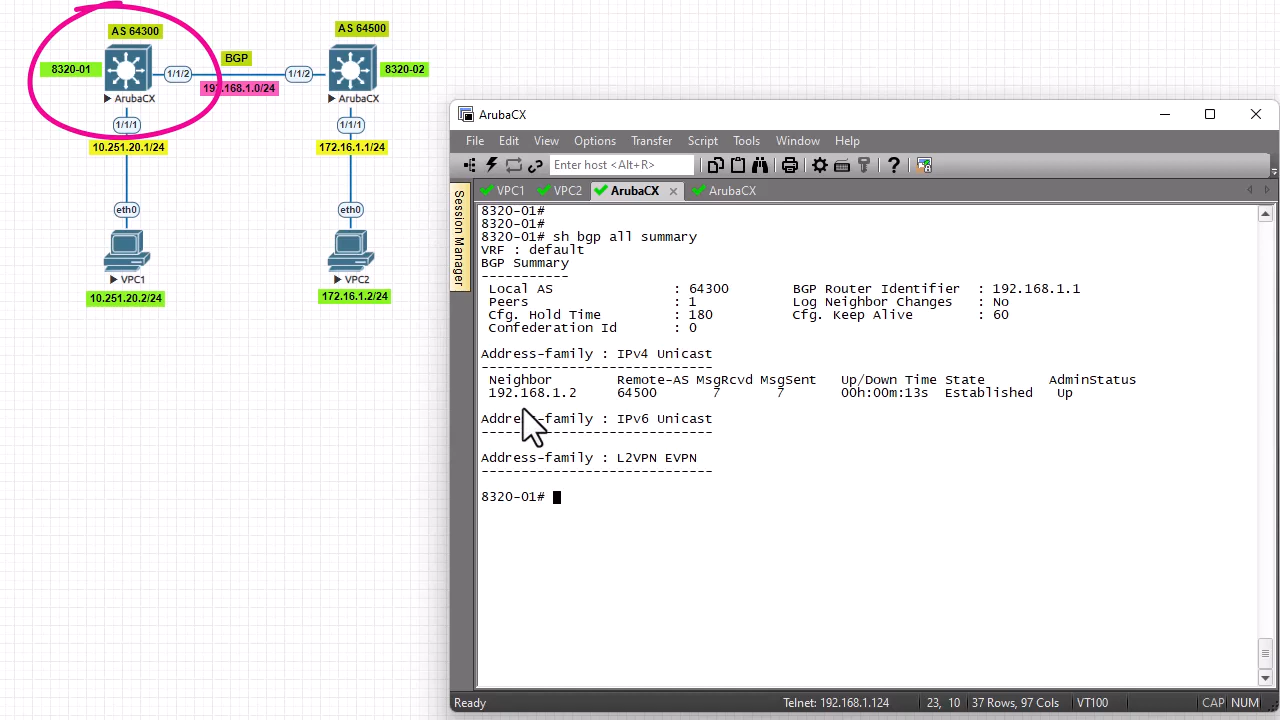 AS 64300
AS 64500
BGP
8320-01
1/1/2
1/1/2
8320-02
192.168.1.0/24
ArubaCX
ArubaCX
1/1/1
1/1/1
10.251.20.1/24
172.16.1.1/24
eth0
eth0
VPC1
VPC2
10.251.20.2/24
172.16.1.2/24
ArubaCX
File Edit View Options Transfer Script Tools Window Help
Enter host <Alt+R>
Session Manager
VPC1 VPC2 ArubaCX ArubaCX
8320-01#
8320-01#
8320-01# sh bgp all summary
VRF : default
BGP Summary
-----------
Local AS : 64300 BGP Router Identifier : 192.168.1.1
Peers : 1 Log Neighbor Changes : No
Cfg. Hold Time : 180 Cfg. Keep Alive : 60
Confederation Id : 0
Address-family : IPv4 Unicast
-----------------------------
Neighbor Remote-AS MsgRcvd MsgSent Up/Down Time State AdminStatus
192.168.1.2 64500 7 7 00h:00m:13s Established Up
Address-family : IPv6 Unicast
-----------------------------
Address-family : L2VPN EVPN
-----------------------------
8320-01#
Ready Telnet: 192.168.1.124 23, 10 37 Rows, 97 Cols VT100 CAP NUM